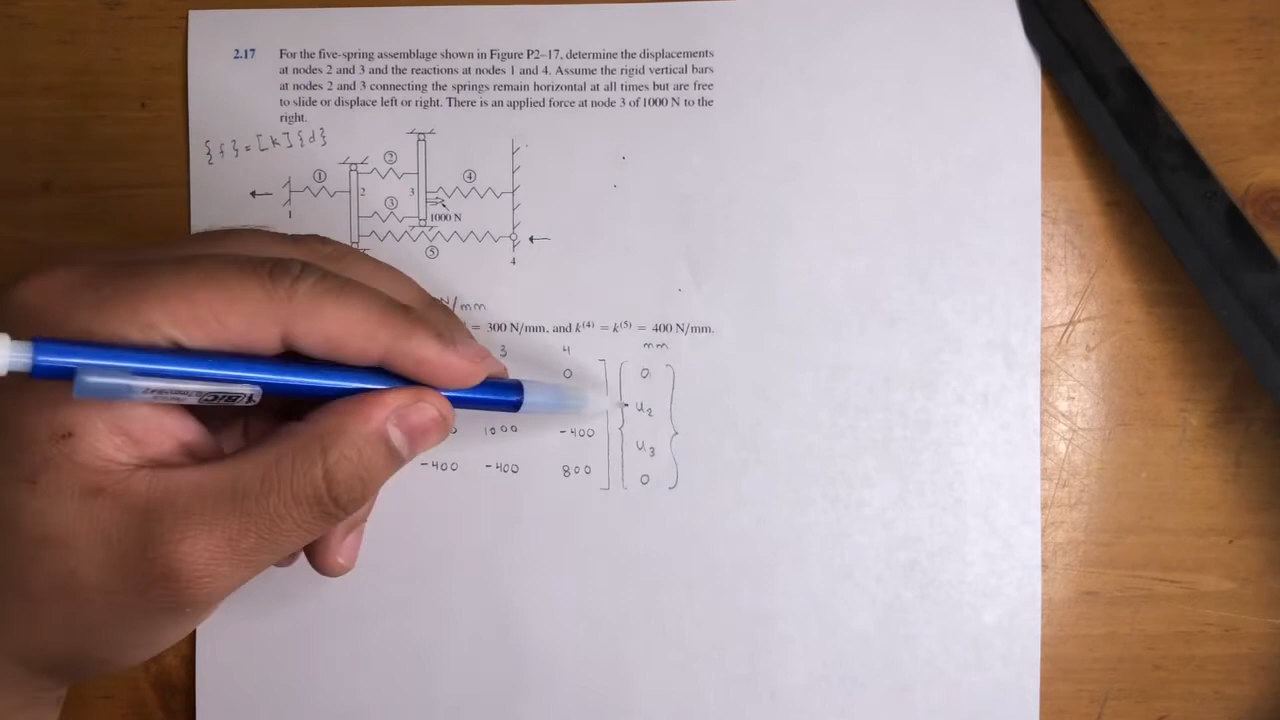 2.17 For the five-spring assemblage shown in Figure P2–17, determine the displacements
at nodes 2 and 3 and the reactions at nodes 1 and 4. Assume the rigid vertical bars
at nodes 2 and 3 connecting the springs remain horizontal at all times but are free
to slide or displace left or right. There is an applied force at node 3 of 1000 N to the
right.
{f} = [k]{d}
① ② ③ ④ ⑤
1 2 3 4
1000 N
N/mm
= 300 N/mm, and k(4) = k(5) = 400 N/mm.
3 4 mm
0 0
u2
1000 -400 u3
-400 -400 800 0
BIC